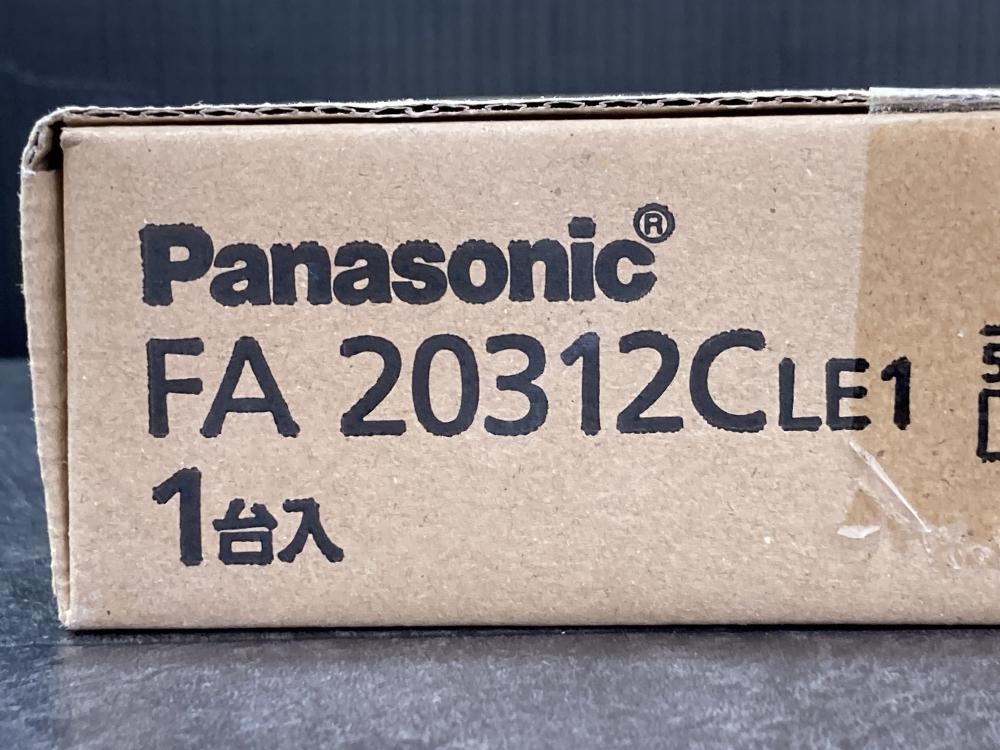 Panasonic®
FA 20312CLE1
1台入